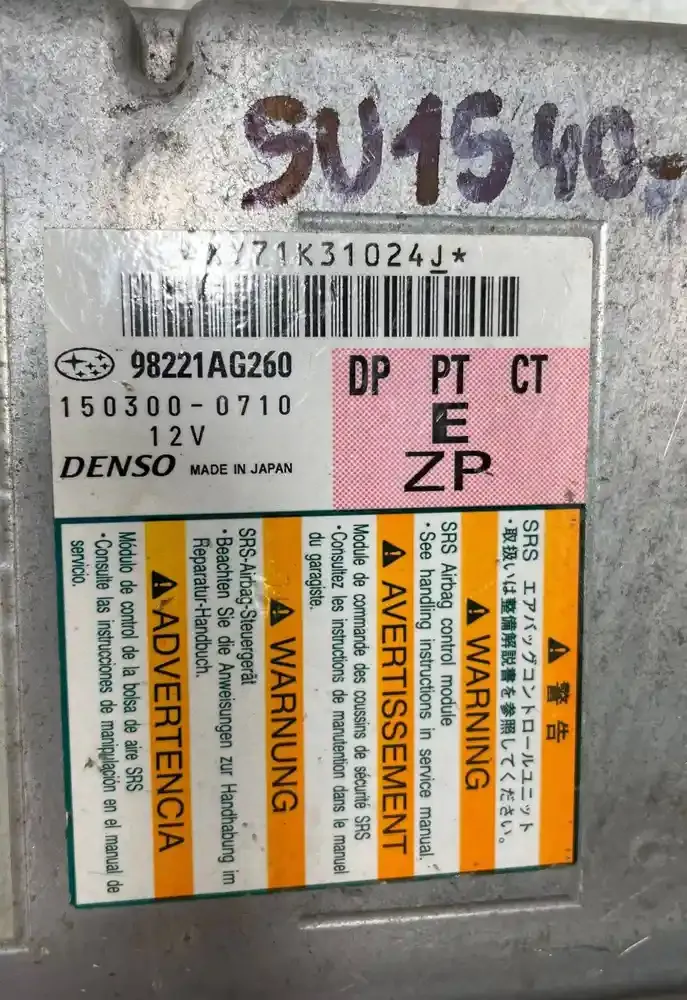 SU1540-
*XY71K31024J*
98221AG260
150300-0710
12V
DENSO MADE IN JAPAN
DP PT CT
E
ZP
⚠ 警告
SRS エアバッグコントロールユニット
・取扱いは整備解説書を参照してください。
⚠ WARNING
SRS Airbag control module
・See handling instructions in service manual.
⚠ AVERTISSEMENT
Module de commande des coussins de sécurité SRS
・Consultez les instructions de manutention dans le manuel
du garagiste.
⚠ WARNUNG
SRS-Airbag-Steuergerät
・Beachten Sie die Anweisungen zur Handhabung im
Reparatur-Handbuch.
⚠ ADVERTENCIA
Módulo de control de la bolsa de aire SRS
・Consulte las instrucciones de manipulación en el manual de
servicio.